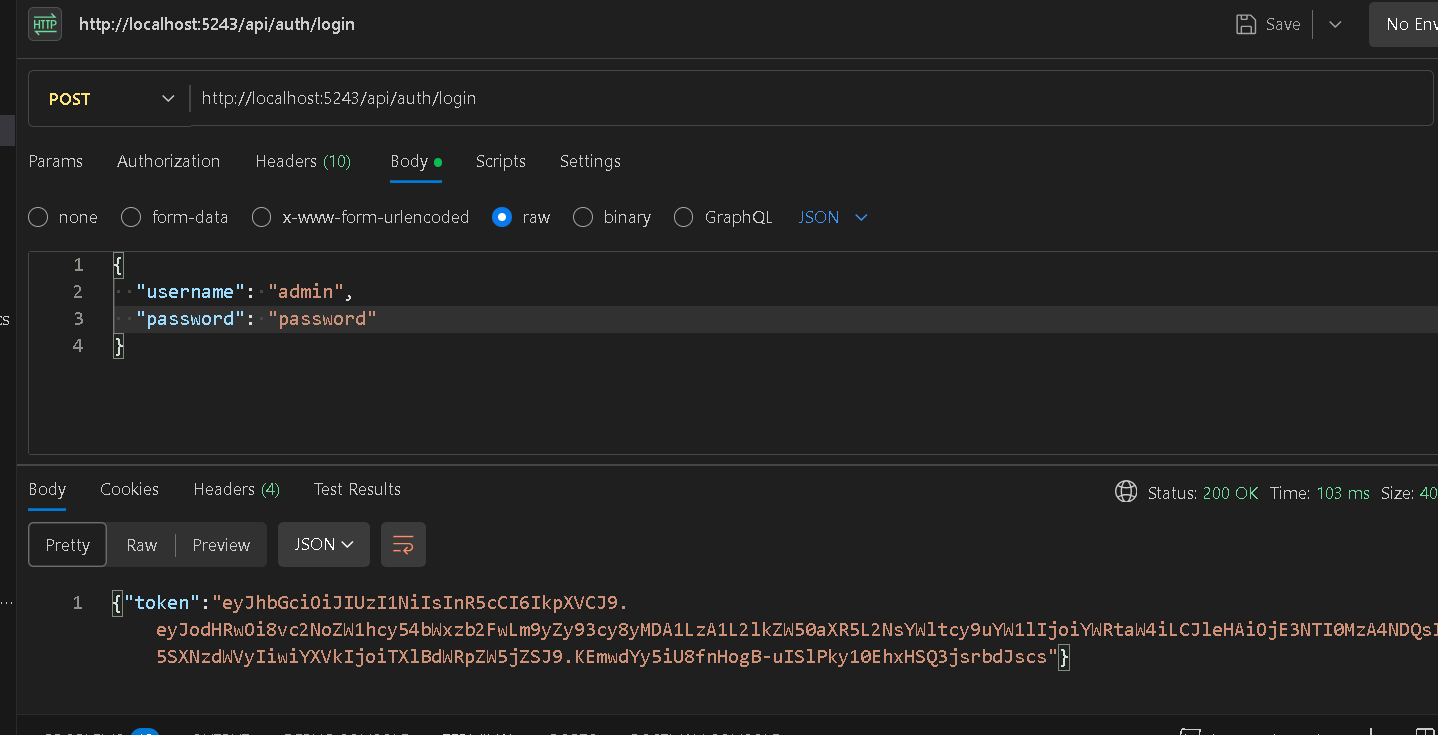 HTTP http://localhost:5243/api/auth/login Save
POST http://localhost:5243/api/auth/login
Params Authorization Headers (10) Body Scripts Settings
none form-data x-www-form-urlencoded raw binary GraphQL JSON
1 {
2 "username": "admin",
3 "password": "password"
4 }
Body Cookies Headers (4) Test Results Status: 200 OK Time: 103 ms Size: 40
Pretty Raw Preview JSON
1 {"token":"eyJhbGciOiJIUzI1NiIsInR5cCI6IkpXVCJ9.
eyJodHRwOi8vc2NoZW1hcy54bWxzb2FwLm9yZy93cy8yMDA1LzA1L2lkZW50aXR5L2NsYWltcy9uYW1lIjoiYWRtaW4iLCJleHAiOjE3NTI0MzA4NDQsI
5SXNzdWVyIiwiYXVkIjoiTXlBdWRpZW5jZSJ9.KEmwdYy5iU8fnHogB-uISlPky10EhxHSQ3jsrbdJscs"}